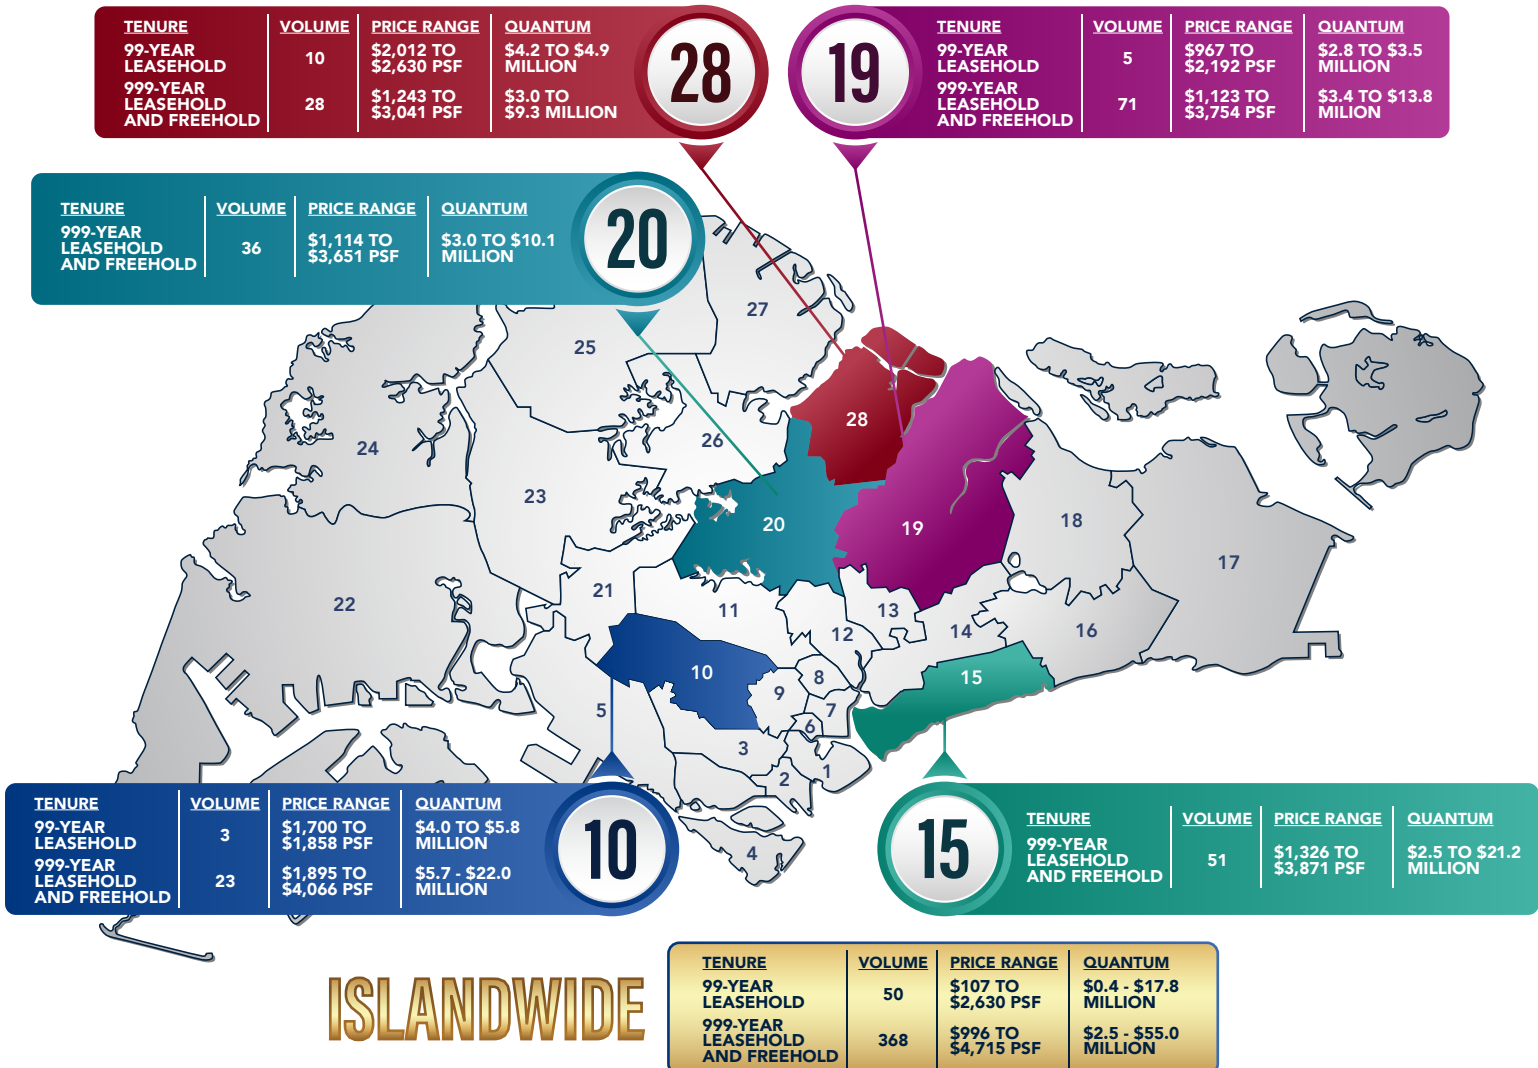 TENURE VOLUME PRICE RANGE QUANTUM
99-YEAR LEASEHOLD 10 $2,012 TO $2,630 PSF $4.2 TO $4.9 MILLION
999-YEAR LEASEHOLD AND FREEHOLD 28 $1,243 TO $3,041 PSF $3.0 TO $9.3 MILLION
28
19
TENURE VOLUME PRICE RANGE QUANTUM
99-YEAR LEASEHOLD 5 $967 TO $2,192 PSF $2.8 TO $3.5 MILLION
999-YEAR LEASEHOLD AND FREEHOLD 71 $1,123 TO $3,754 PSF $3.4 TO $13.8 MILION
TENURE VOLUME PRICE RANGE QUANTUM
999-YEAR LEASEHOLD AND FREEHOLD 36 $1,114 TO $3,651 PSF $3.0 TO $10.1 MILLION
20
27
25
28
26
24
23
20
19
18
17
22
21
11
13
12
14
16
10
8
15
9
7
5
6
3
1
2
4
TENURE VOLUME PRICE RANGE QUANTUM
99-YEAR LEASEHOLD 3 $1,700 TO $1,858 PSF $4.0 TO $5.8 MILLION
999-YEAR LEASEHOLD AND FREEHOLD 23 $1,895 TO $4,066 PSF $5.7 - $22.0 MILLION
10
15
TENURE VOLUME PRICE RANGE QUANTUM
999-YEAR LEASEHOLD AND FREEHOLD 51 $1,326 TO $3,871 PSF $2.5 TO $21.2 MILLION
ISLANDWIDE
TENURE VOLUME PRICE RANGE QUANTUM
99-YEAR LEASEHOLD 50 $107 TO $2,630 PSF $0.4 - $17.8 MILLION
999-YEAR LEASEHOLD AND FREEHOLD 368 $996 TO $4,715 PSF $2.5 - $55.0 MILLION